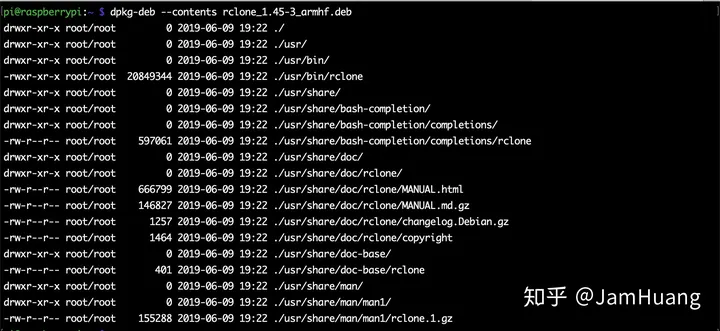 pi@raspberrypi:~ $ dpkg-deb --contents rclone_1.45-3_armhf.deb
drwxr-xr-x root/root         0 2019-06-09 19:22 ./
drwxr-xr-x root/root         0 2019-06-09 19:22 ./usr/
drwxr-xr-x root/root         0 2019-06-09 19:22 ./usr/bin/
-rwxr-xr-x root/root  20849344 2019-06-09 19:22 ./usr/bin/rclone
drwxr-xr-x root/root         0 2019-06-09 19:22 ./usr/share/
drwxr-xr-x root/root         0 2019-06-09 19:22 ./usr/share/bash-completion/
drwxr-xr-x root/root         0 2019-06-09 19:22 ./usr/share/bash-completion/completions/
-rw-r--r-- root/root    597061 2019-06-09 19:22 ./usr/share/bash-completion/completions/rclone
drwxr-xr-x root/root         0 2019-06-09 19:22 ./usr/share/doc/
drwxr-xr-x root/root         0 2019-06-09 19:22 ./usr/share/doc/rclone/
-rw-r--r-- root/root    666799 2019-06-09 19:22 ./usr/share/doc/rclone/MANUAL.html
-rw-r--r-- root/root    146827 2019-06-09 19:22 ./usr/share/doc/rclone/MANUAL.md.gz
-rw-r--r-- root/root      1257 2019-06-09 19:22 ./usr/share/doc/rclone/changelog.Debian.gz
-rw-r--r-- root/root      1464 2019-06-09 19:22 ./usr/share/doc/rclone/copyright
drwxr-xr-x root/root         0 2019-06-09 19:22 ./usr/share/doc-base/
-rw-r--r-- root/root       401 2019-06-09 19:22 ./usr/share/doc-base/rclone
drwxr-xr-x root/root         0 2019-06-09 19:22 ./usr/share/man/
drwxr-xr-x root/root         0 2019-06-09 19:22 ./usr/share/man/man1/
-rw-r--r-- root/root    155288 2019-06-09 19:22 ./usr/share/man/man1/rclone.1.gz
知乎 @JamHuang